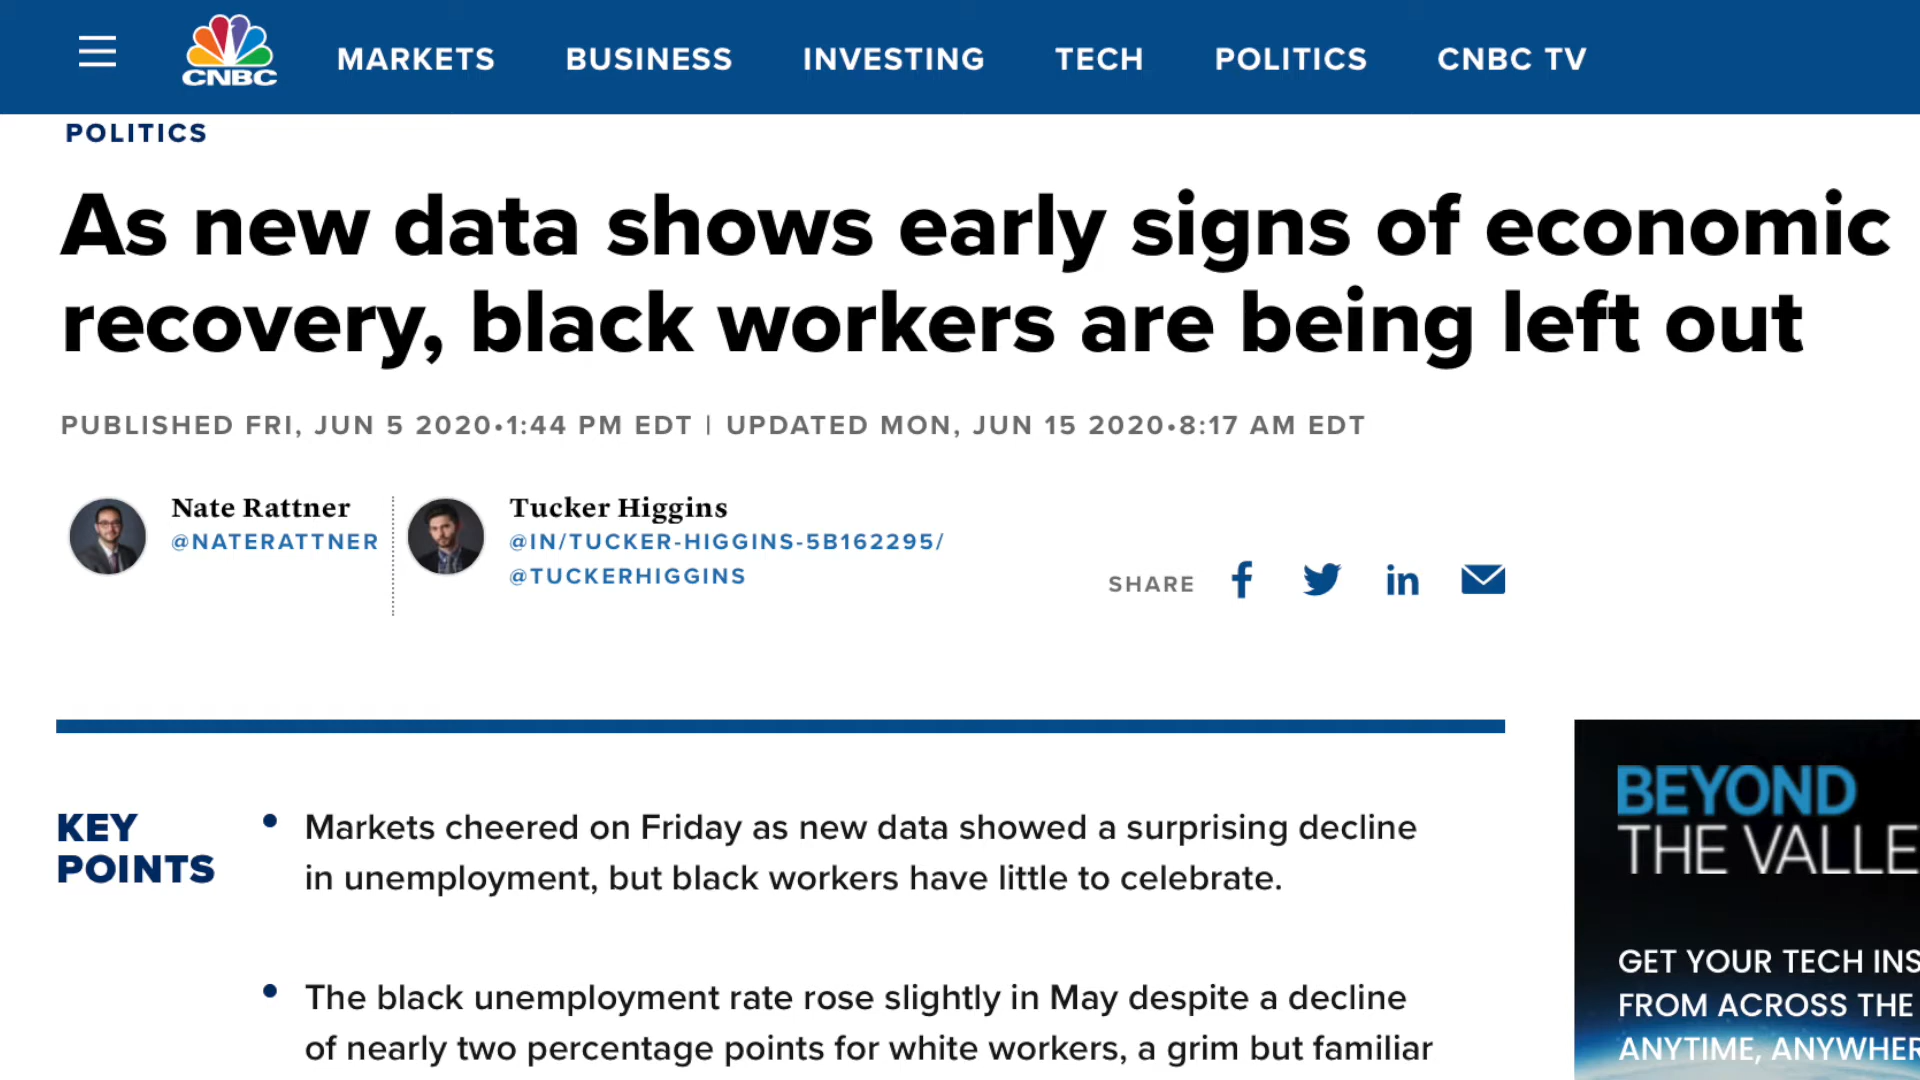 CNBC
MARKETS BUSINESS INVESTING TECH POLITICS CNBC TV
POLITICS
As new data shows early signs of economic
recovery, black workers are being left out
PUBLISHED FRI, JUN 5 2020•1:44 PM EDT | UPDATED MON, JUN 15 2020•8:17 AM EDT
Nate Rattner
@NATERATTNER
Tucker Higgins
@IN/TUCKER-HIGGINS-5B162295/
@TUCKERHIGGINS
SHARE
KEY
POINTS
• Markets cheered on Friday as new data showed a surprising decline
in unemployment, but black workers have little to celebrate.
• The black unemployment rate rose slightly in May despite a decline
of nearly two percentage points for white workers, a grim but familiar
BEYOND
THE VALLE
GET YOUR TECH INS
FROM ACROSS THE
ANYTIME, ANYWHER